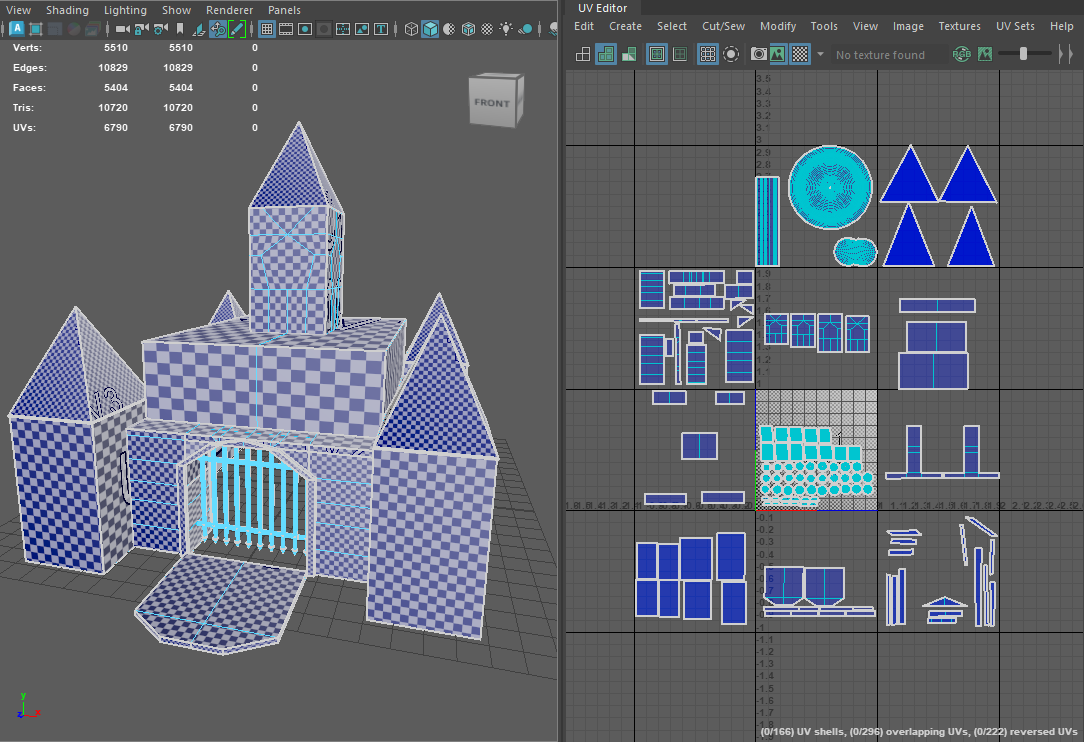 View Shading Lighting Show Renderer Panels
Verts: 5510 5510 0
Edges: 10829 10829 0
Faces: 5404 5404 0
Tris: 10720 10720 0
UVs: 6790 6790 0
FRONT
y
z
UV Editor
Edit Create Select Cut/Sew Modify Tools View Image Textures UV Sets Help
No texture found
RGB
3.5
3.4
3.3
3.2
3.1
2.9
2.8
1.9
1.8
1.7
1.2
1.1
-0.1
-0.2
-0.3
-0.4
-1.1
-1.2
-1.3
-1.4
-1.5
-1.6
-1.7
-1.8
(0/166) UV shells, (0/296) overlapping UVs, (0/222) reversed UVs